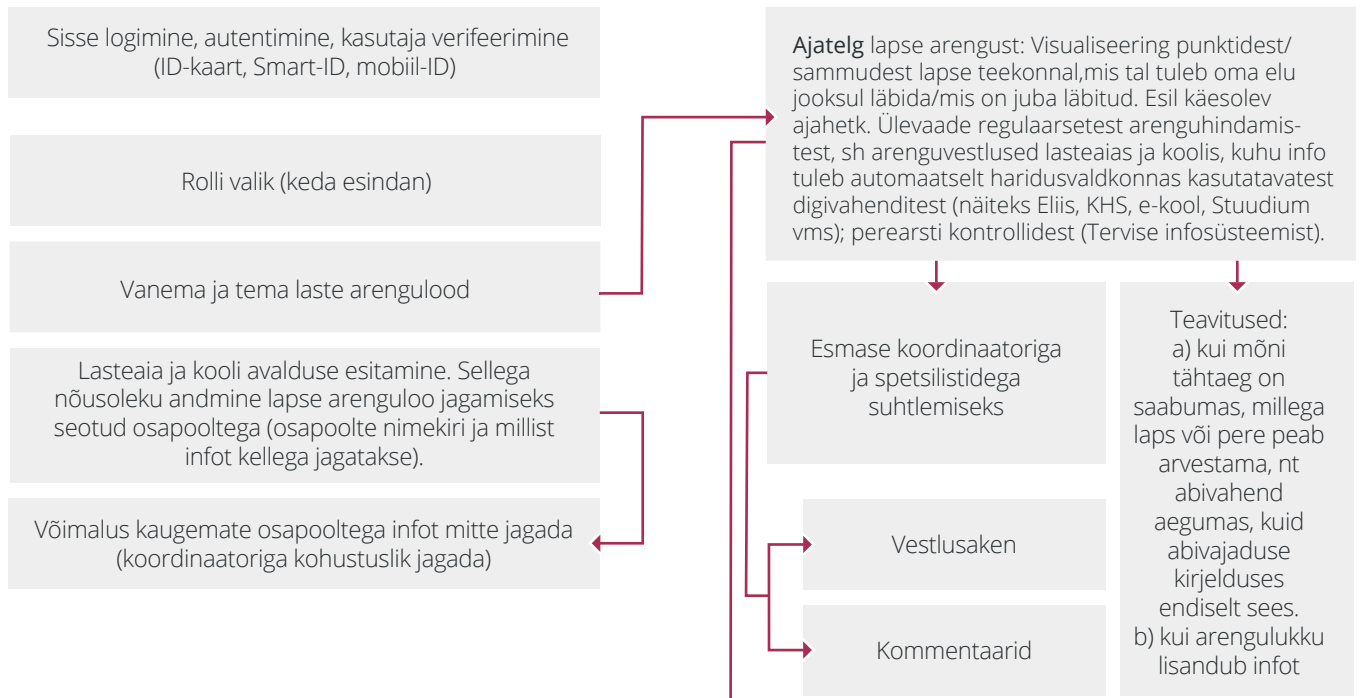 Sisse logimine, autentimine, kasutaja verifeerimine
(ID-kaart, Smart-ID, mobiil-ID)
Rolli valik (keda esindan)
Vanema ja tema laste arengulood
Lasteaia ja kooli avalduse esitamine. Sellega
nõusoleku andmine lapse arenguloo jagamiseks
seotud osapooltega (osapoolte nimekiri ja millist
infot kellega jagatakse).
Võimalus kaugemate osapooltega infot mitte jagada
(koordinaatoriga kohustuslik jagada)
Ajatelg lapse arengust: Visualiseering punktidest/
sammudest lapse teekonnal,mis tal tuleb oma elu
jooksul läbida/mis on juba läbitud. Esil käesolev
ajahetk. Ülevaade regulaarsetest arenguhindamis-
test, sh arenguvestlused lasteaias ja koolis, kuhu info
tuleb automaatselt haridusvaldkonnas kasutatavatest
digivahenditest (näiteks Eliis, KHS, e-kool, Stuudium
vms); perearsti kontrollidest (Tervise infosüsteemist).
Esmase koordinaatoriga
ja spetsilistidega
suhtlemiseks
Vestlusaken
Kommentaarid
Teavitused:
a) kui mõni
tähtaeg on
saabumas, millega
laps või pere peab
arvestama, nt
abivahend
aegumas, kuid
abivajaduse
kirjelduses
endiselt sees.
b) kui arengulukku
lisandub infot